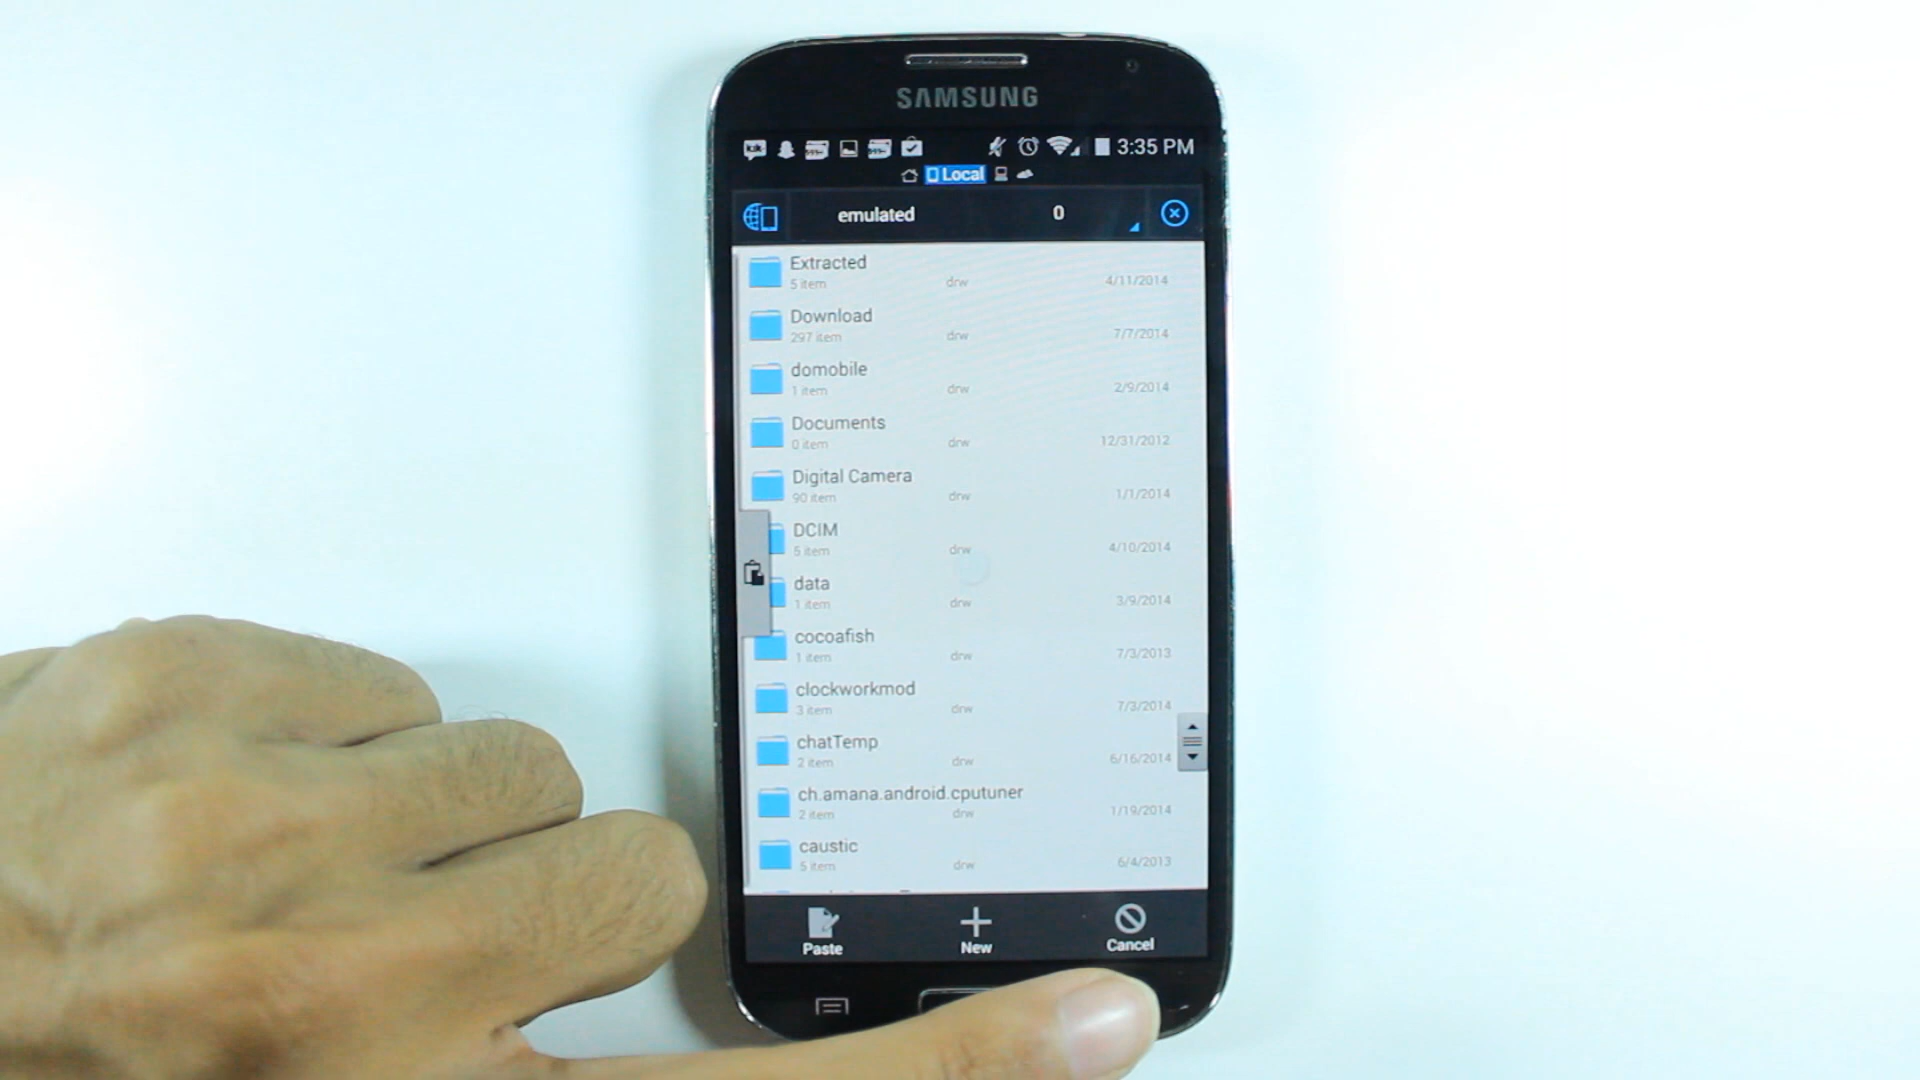 SAMSUNG
kik 3:35 PM
Local
emulated 0
Extracted
5 item drw 4/11/2014
Download
297 item drw 7/7/2014
domobile
1 item drw 2/9/2014
Documents
0 item drw 12/31/2012
Digital Camera
90 item drw 1/1/2014
DCIM
5 item drw 4/10/2014
data
1 item drw 3/9/2014
cocoafish
1 item drw 7/3/2013
clockworkmod
3 item drw 7/3/2014
chatTemp
2 item drw 6/16/2014
ch.amana.android.cputuner
2 item drw 1/19/2014
caustic
5 item drw 6/4/2013
Paste New Cancel